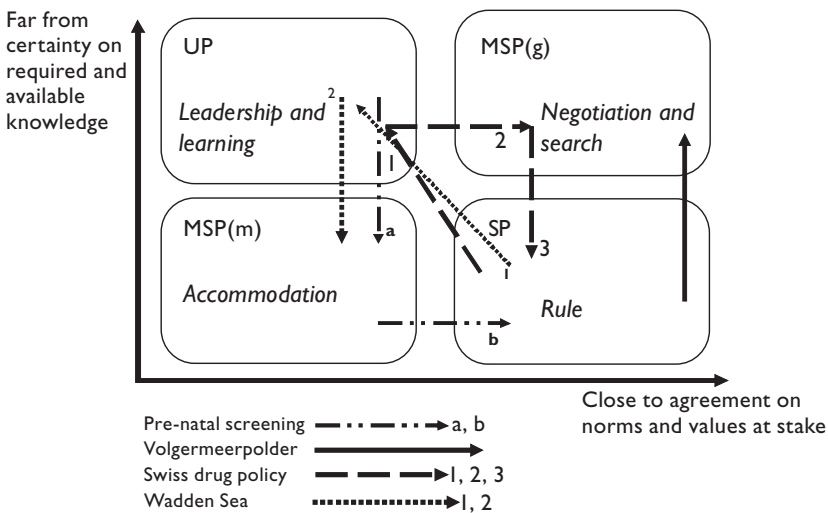 Far from
certainty on
required and
available
knowledge
UP
MSP(g)
2
Leadership and
learning
Negotiation and
search
1
2
MSP(m)
a
SP
3
1
Accommodation
Rule
b
Close to agreement on
norms and values at stake
Pre-natal screening a, b
Volgermeerpolder
Swiss drug policy 1, 2, 3
Wadden Sea 1, 2